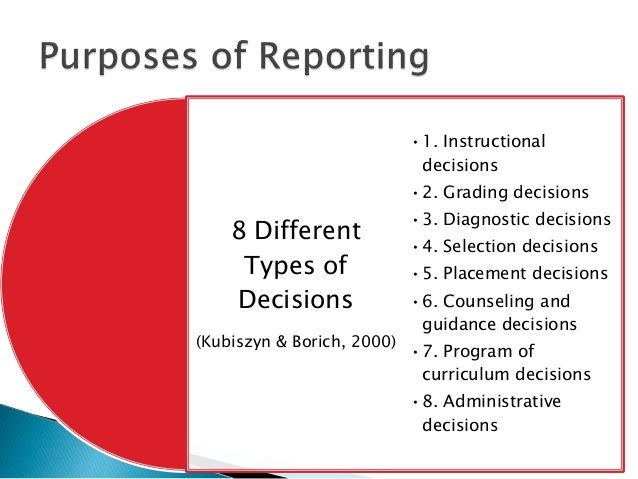 Purposes of Reporting
8 Different
Types of
Decisions
(Kubiszyn & Borich, 2000)
• 1. Instructional
decisions
• 2. Grading decisions
• 3. Diagnostic decisions
• 4. Selection decisions
• 5. Placement decisions
• 6. Counseling and
guidance decisions
• 7. Program of
curriculum decisions
• 8. Administrative
decisions